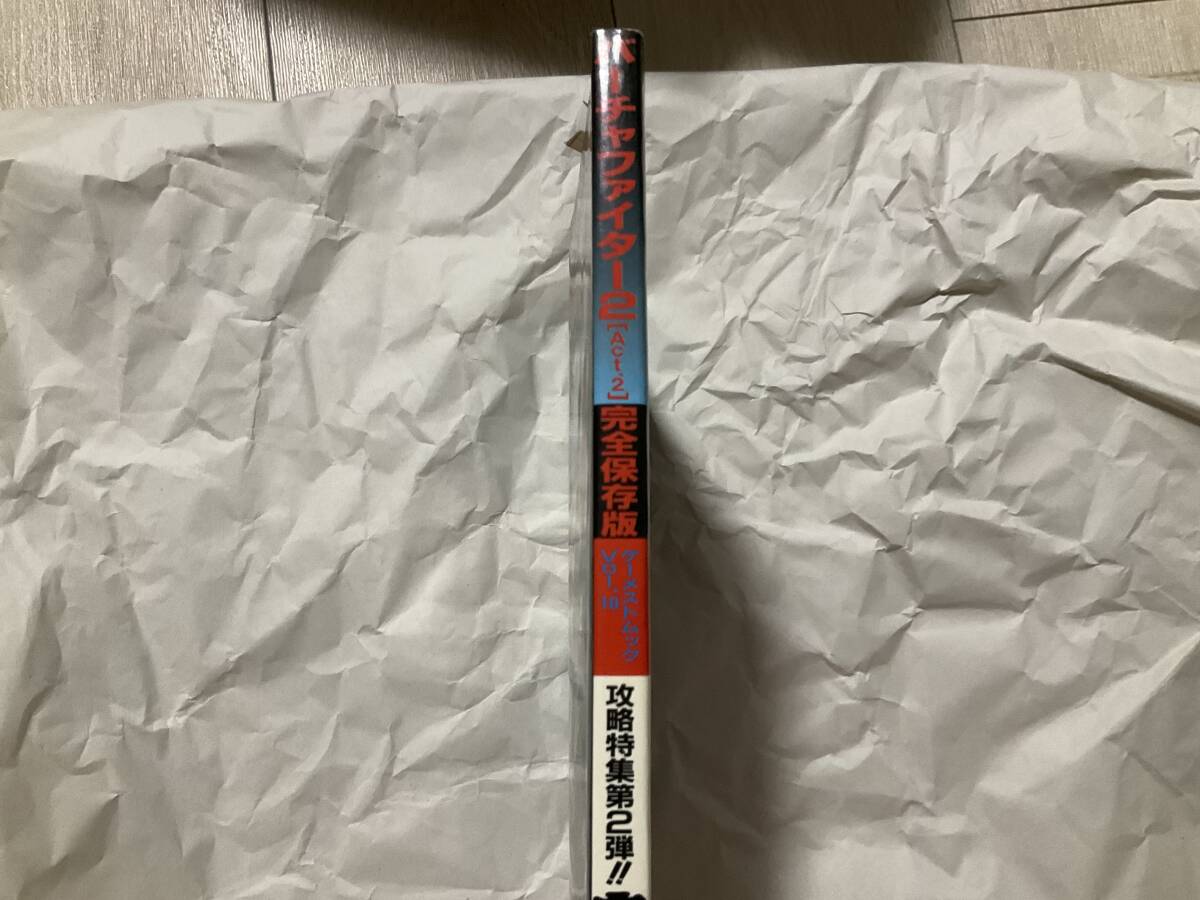 バーチャファイター2
[Act.2]
完全保存版
ゲーメストムック
Vol.18
攻略特集第2弾!!